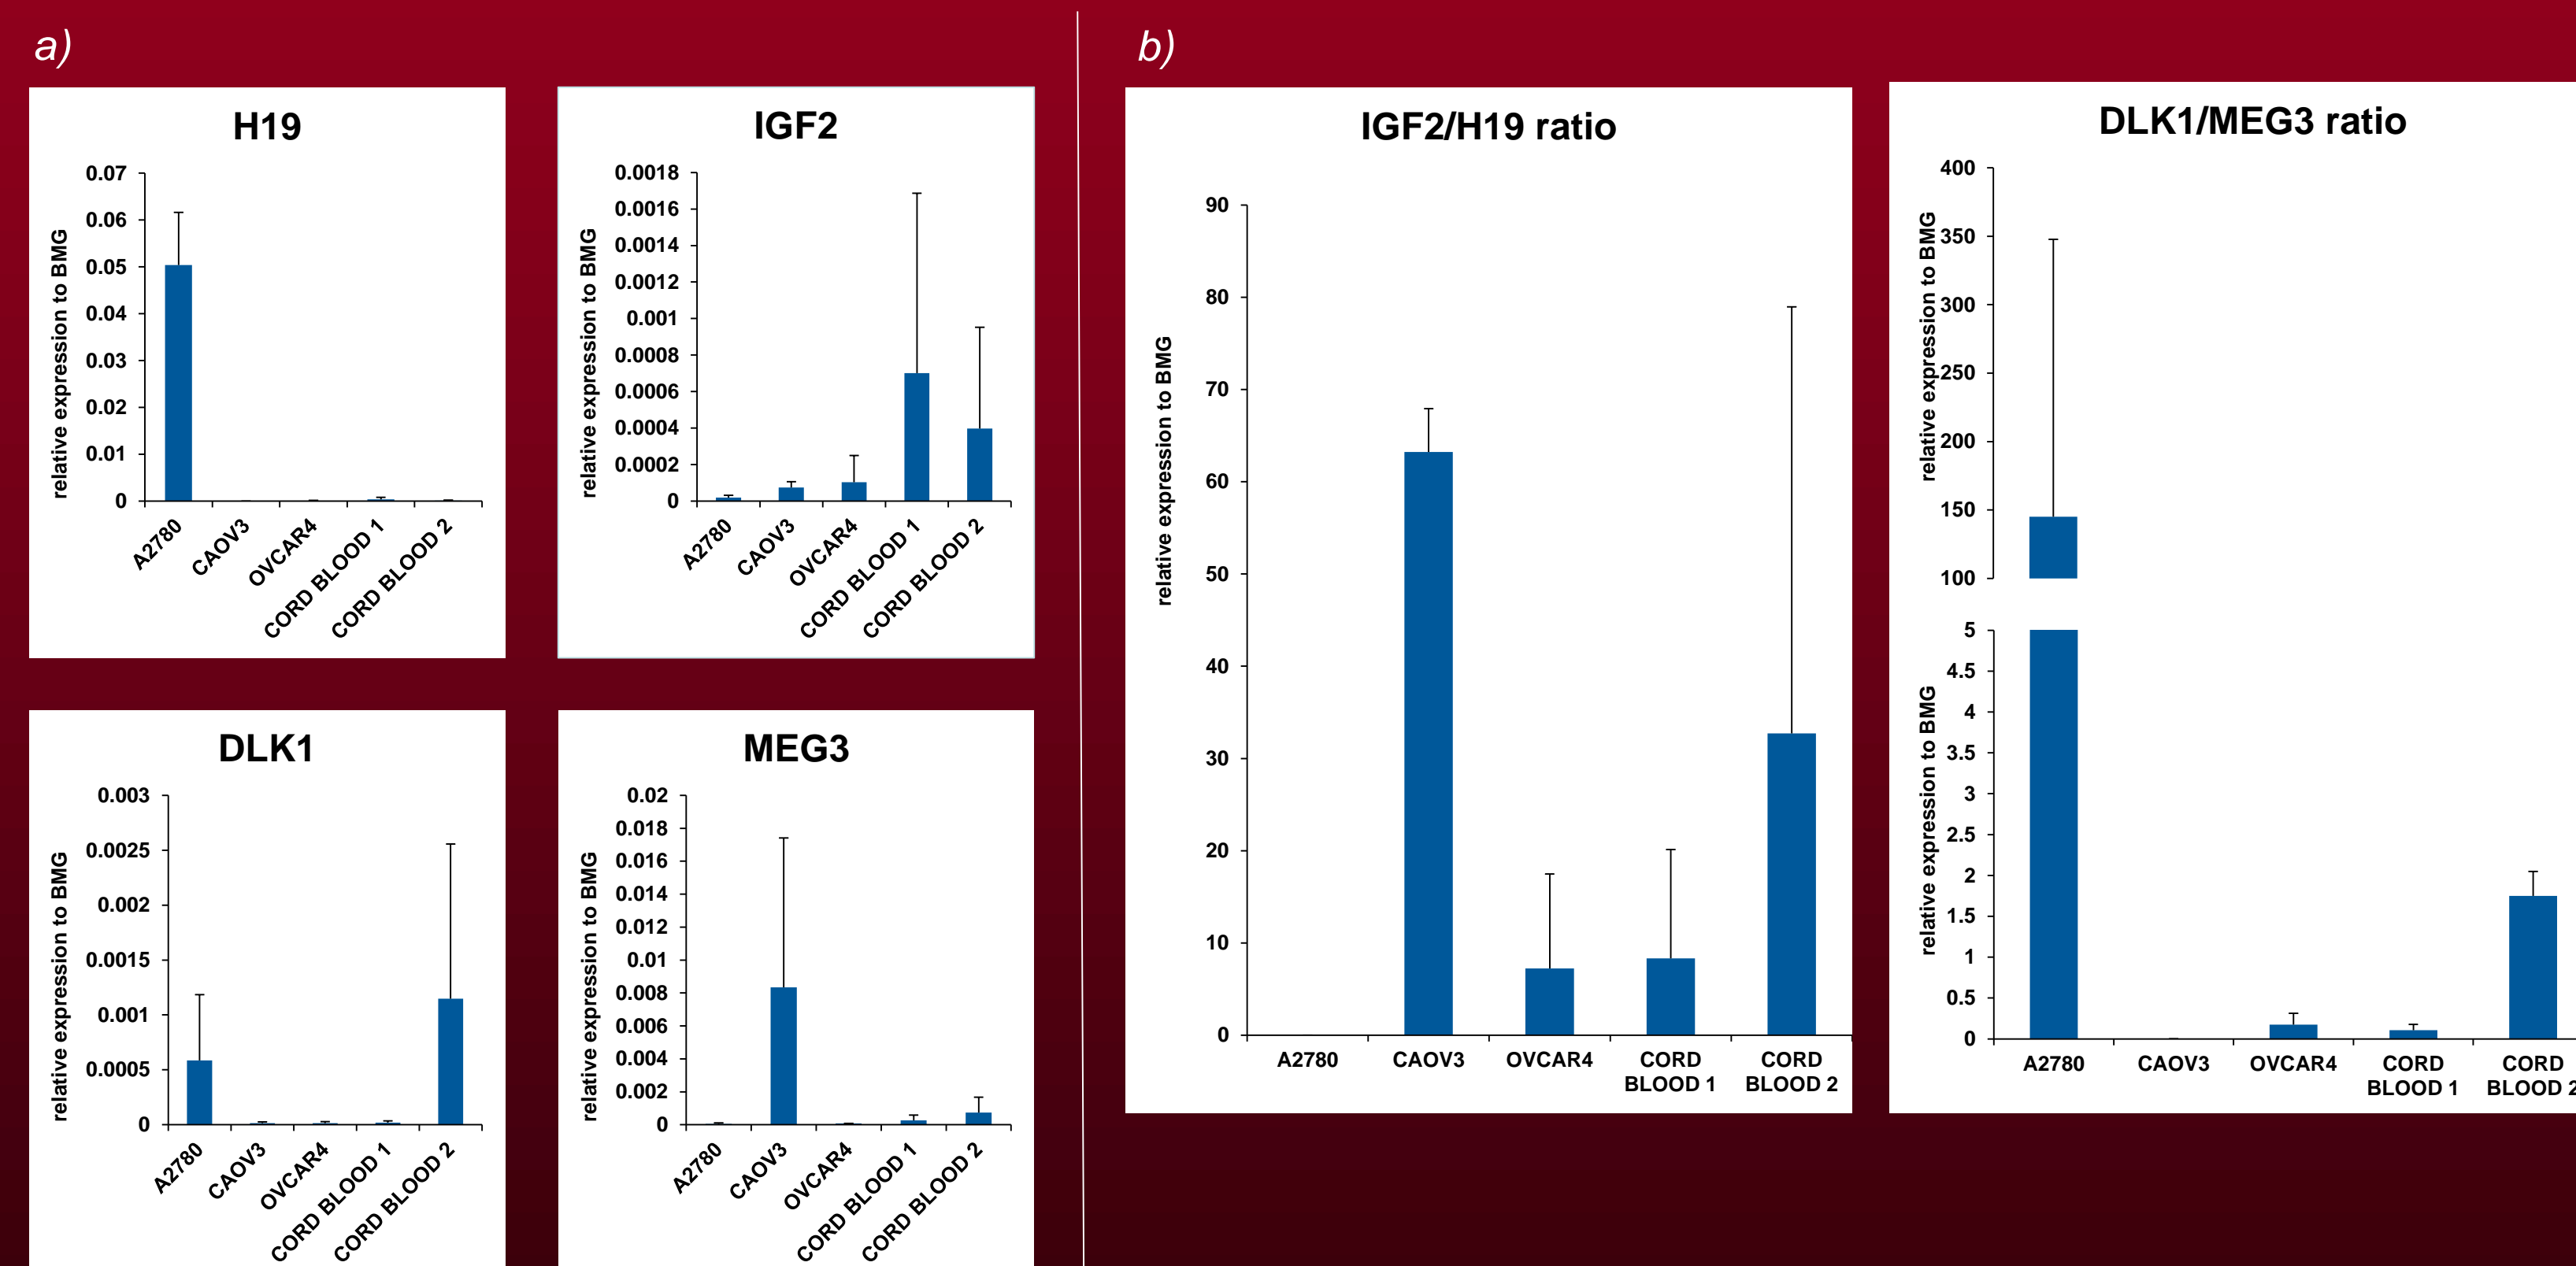 a)
H19
relative expression to BMG
0.07
0.06
0.05
0.04
0.03
0.02
0.01
0
A2780
CAOV3
OVCAR4
CORD BLOOD 1
CORD BLOOD 2
IGF2
relative expression to BMG
0.0018
0.0016
0.0014
0.0012
0.001
0.0008
0.0006
0.0004
0.0002
0
A2780
CAOV3
OVCAR4
CORD BLOOD 1
CORD BLOOD 2
DLK1
relative expression to BMG
0.003
0.0025
0.002
0.0015
0.001
0.0005
0
A2780
CAOV3
OVCAR4
CORD BLOOD 1
CORD BLOOD 2
MEG3
relative expression to BMG
0.02
0.018
0.016
0.014
0.012
0.01
0.008
0.006
0.004
0.002
0
A2780
CAOV3
OVCAR4
CORD BLOOD 1
CORD BLOOD 2
b)
IGF2/H19 ratio
relative expression to BMG
90
80
70
60
50
40
30
20
10
0
A2780
CAOV3
OVCAR4
CORD
BLOOD 1
CORD
BLOOD 2
DLK1/MEG3 ratio
relative expression to BMG
400
350
300
250
200
150
100
relative expression to BMG
5
4.5
4
3.5
3
2.5
2
1.5
1
0.5
0
A2780
CAOV3
OVCAR4
CORD
BLOOD 1
CORD
BLOOD 2